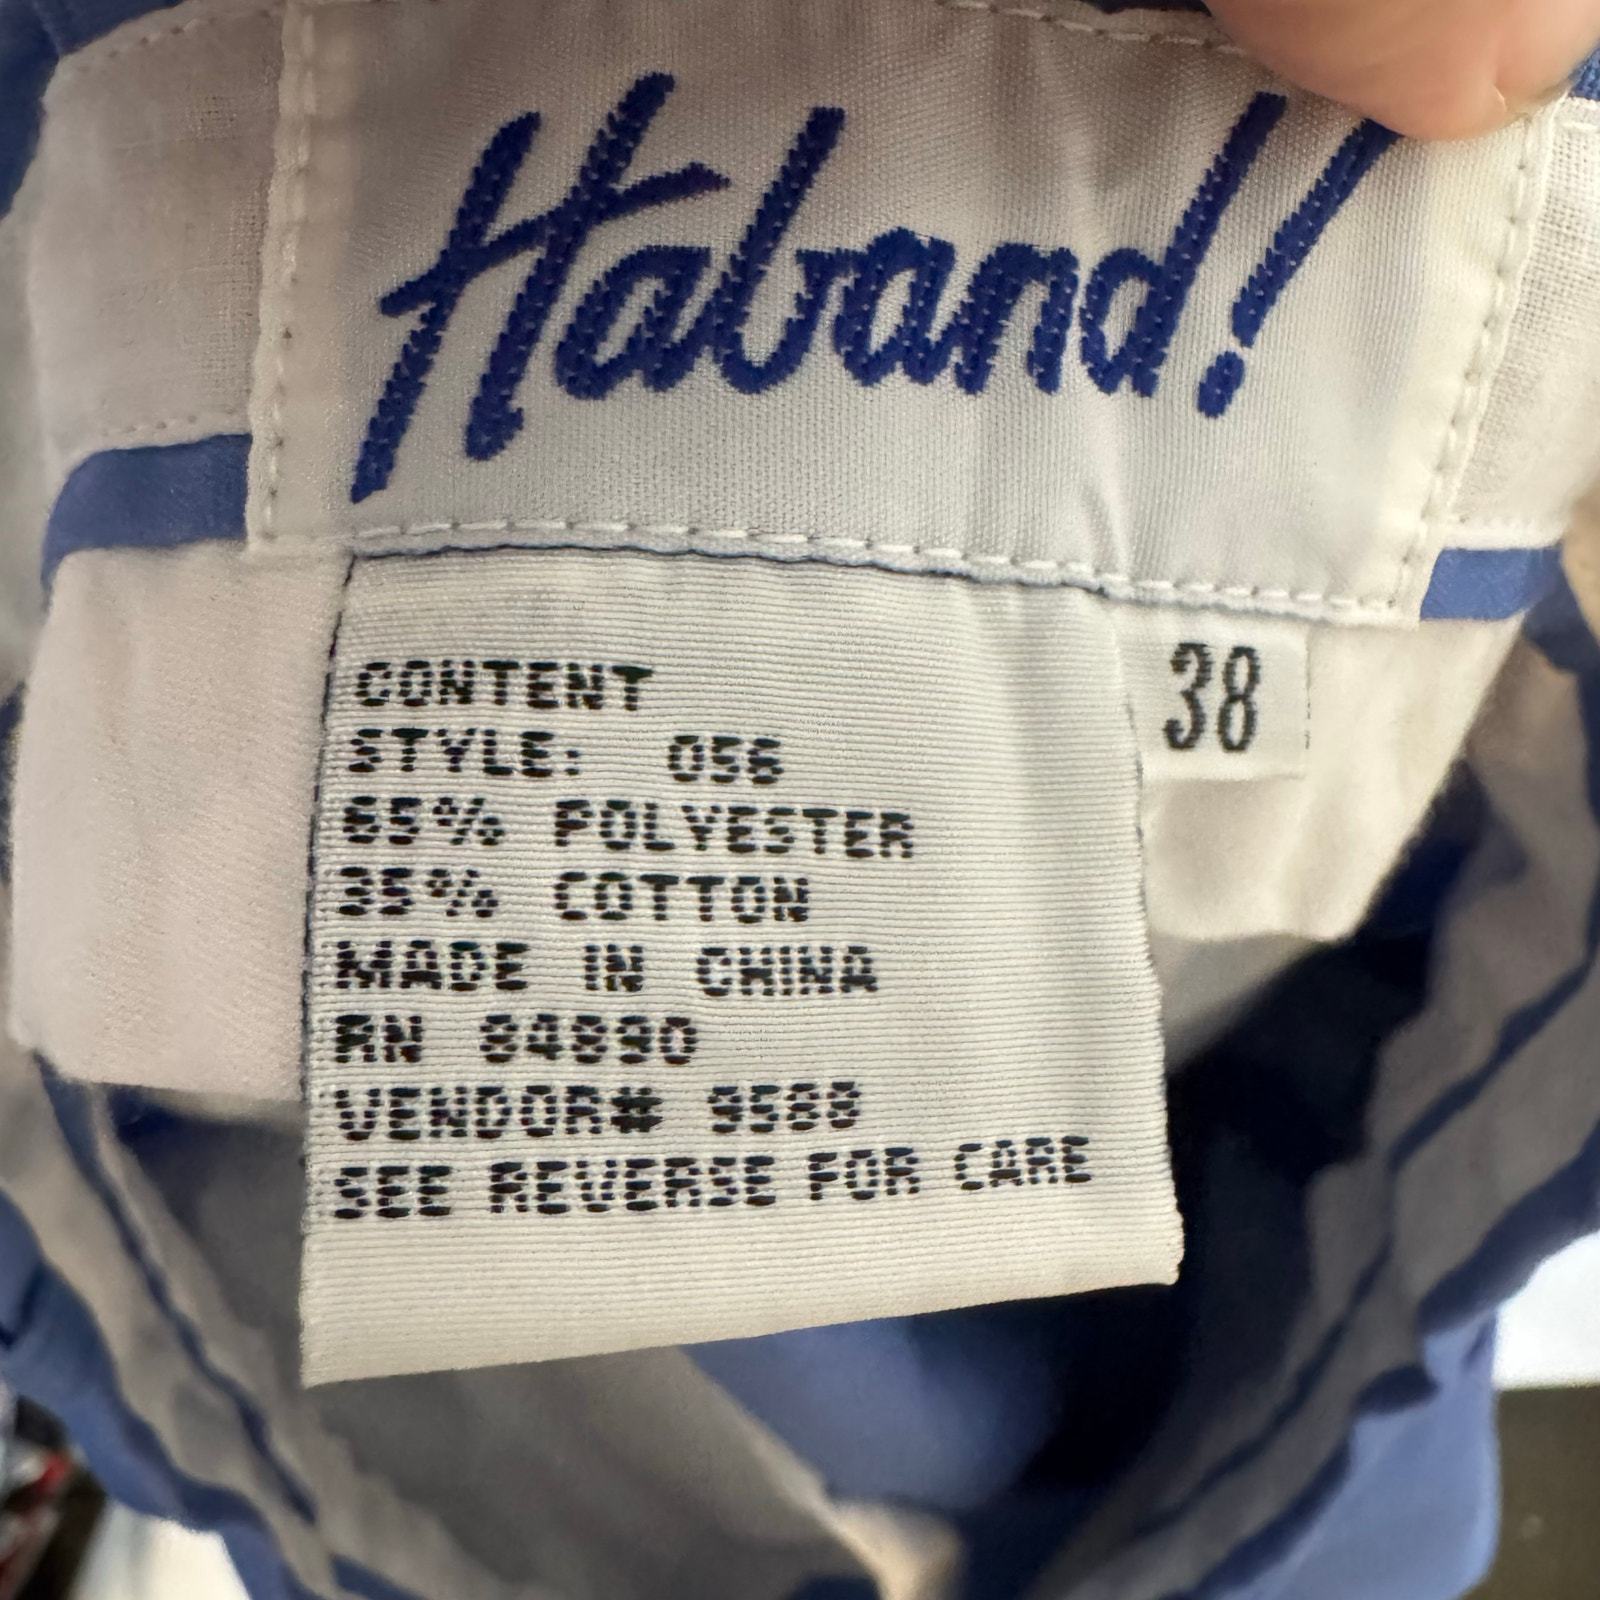 Haband!
38
CONTENT
STYLE: 056
65% POLYESTER
35% COTTON
MADE IN CHINA
RN 84890
VENDOR# 9588
SEE REVERSE FOR CARE